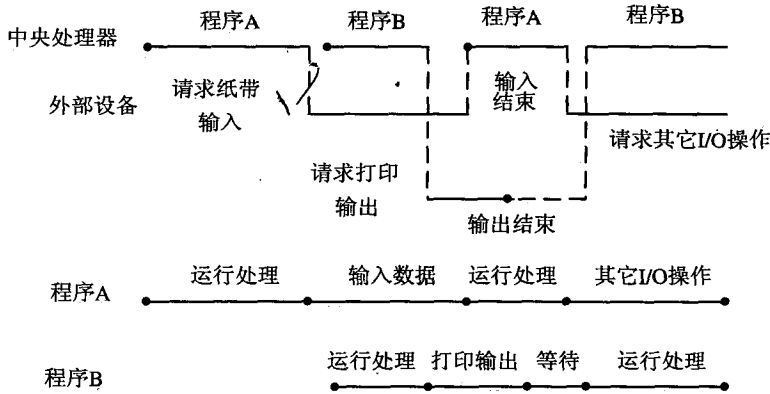 程序A 程序B 程序A 程序B
中央处理器
外部设备
请求纸带
输入
输入
结束
请求其它I/O操作
请求打印
输出
输出结束
运行处理 输入数据 运行处理 其它I/O操作
程序A
运行处理 打印输出 等待 运行处理
程序B